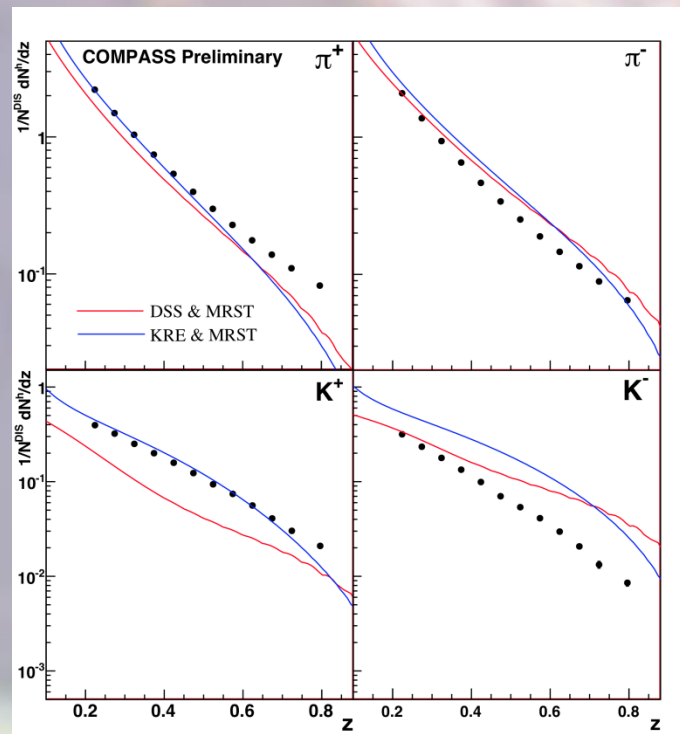 COMPASS Preliminary
π⁺
π⁻
1/N^DIS dN^h/dz
1
10⁻¹
DSS & MRST
KRE & MRST
K⁺
K⁻
1/N^DIS dN^h/dz
1
10⁻¹
10⁻²
10⁻³
0.2 0.4 0.6 0.8 0.2 0.4 0.6 0.8
z z